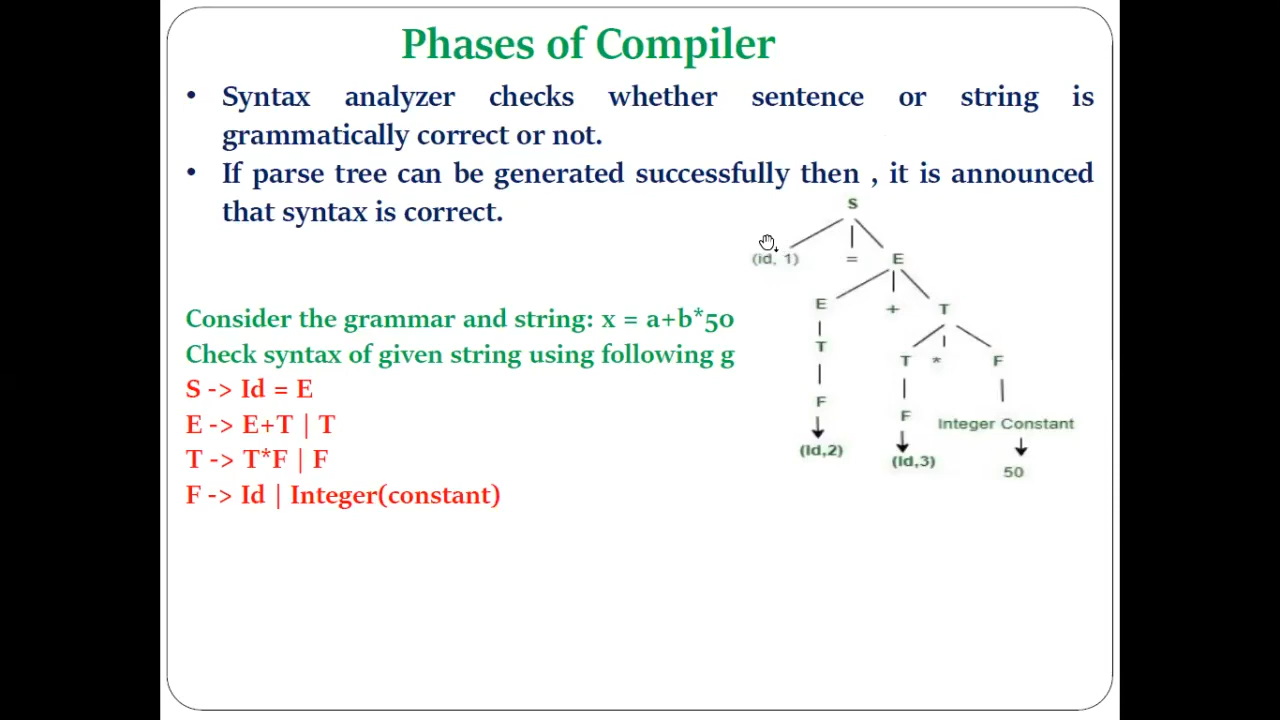 Phases of Compiler
• Syntax analyzer checks whether sentence or string is
grammatically correct or not.
• If parse tree can be generated successfully then , it is announced
that syntax is correct.
Consider the grammar and string: x = a+b*50
Check syntax of given string using following g
S -> Id = E
E -> E+T | T
T -> T*F | F
F -> Id | Integer(constant)
S
(id, 1) = E
E + T
T T * F
F F Integer Constant
(Id,2) (Id,3) 50